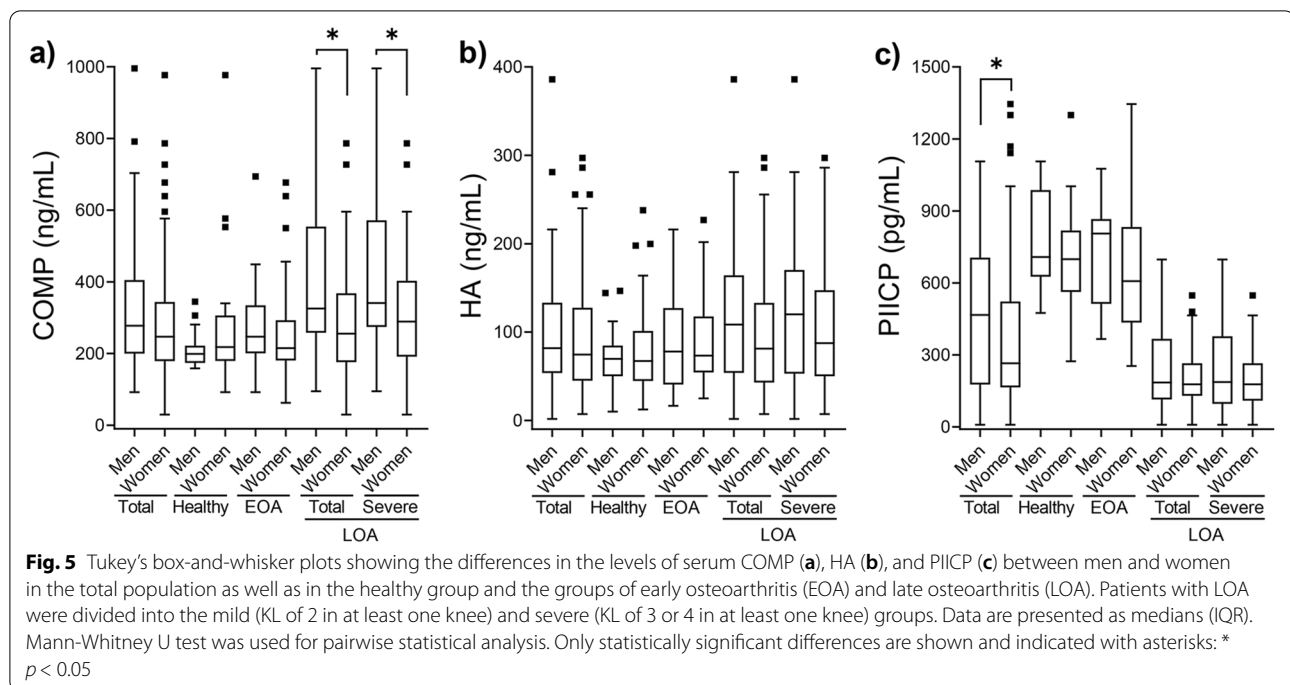 a)
*
*
1000
800
600
400
200
0
COMP (ng/mL)
Men Women Men Women Men Women Men Women Men Women
Total Healthy EOA Total Severe
LOA
b)
400
300
200
100
0
HA (ng/mL)
Men Women Men Women Men Women Men Women Men Women
Total Healthy EOA Total Severe
LOA
c)
*
1500
1200
900
600
300
0
PIICP (pg/mL)
Men Women Men Women Men Women Men Women Men Women
Total Healthy EOA Total Severe
LOA
Fig. 5 Tukey's box-and-whisker plots showing the differences in the levels of serum COMP (a), HA (b), and PIICP (c) between men and women
in the total population as well as in the healthy group and the groups of early osteoarthritis (EOA) and late osteoarthritis (LOA). Patients with LOA
were divided into the mild (KL of 2 in at least one knee) and severe (KL of 3 or 4 in at least one knee) groups. Data are presented as medians (IQR).
Mann-Whitney U test was used for pairwise statistical analysis. Only statistically significant differences are shown and indicated with asterisks: *
p < 0.05